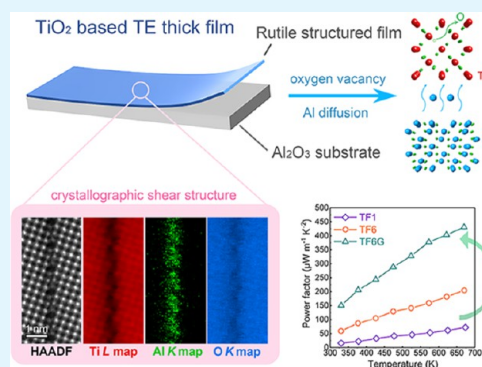 TiO2 based TE thick film
Rutile structured film
Al2O3 substrate
oxygen vacancy
Al diffusion
O
T
crystallographic shear structure
1 nm
HAADF
Ti L map
Al K map
O K map
Power factor (μW m-1 K-2)
500
450
400
350
300
250
200
150
100
50
0
TF1
TF6
TF6G
300 350 400 450 500 550 600 650 700
Temperature (K)